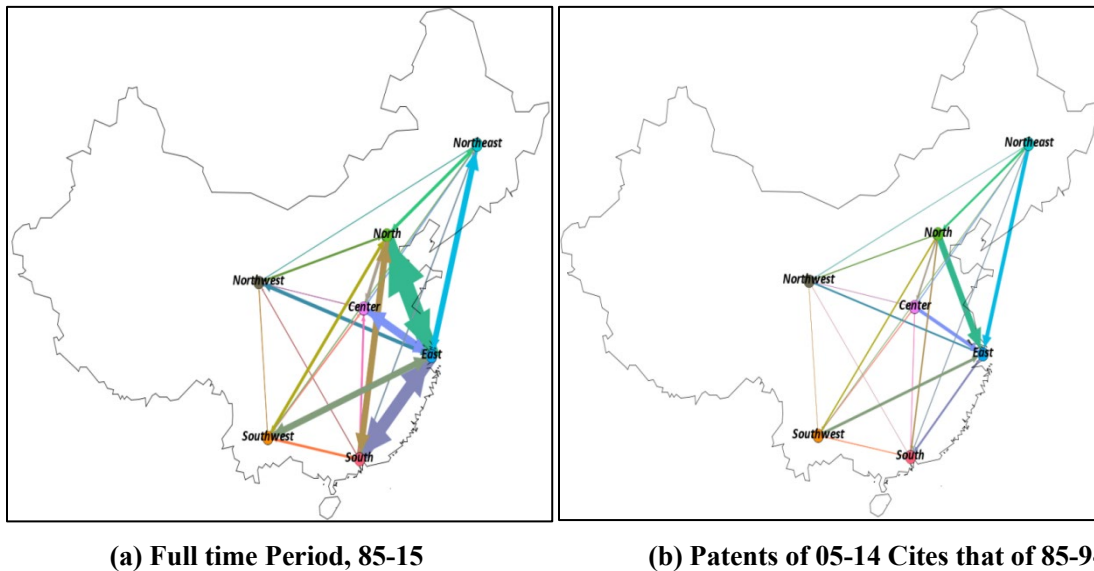 Northeast
North
Northwest
Center
East
Southwest
South
Northeast
North
Northwest
Center
East
Southwest
South
(a) Full time Period, 85-15
(b) Patents of 05-14 Cites that of 85-9